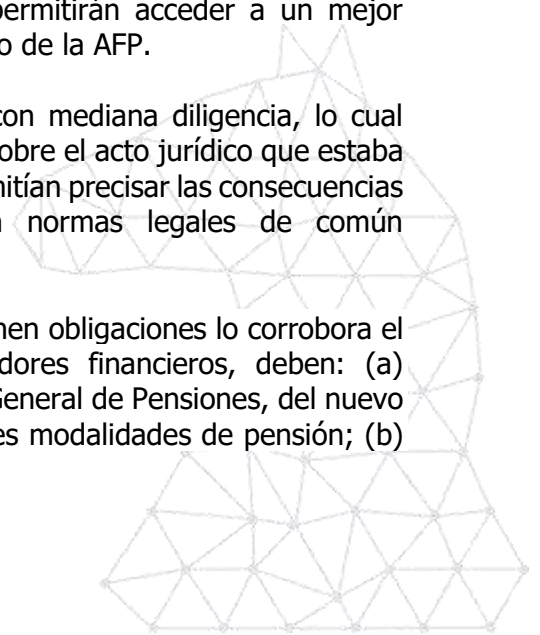 permitirán acceder a un mejor
o de la AFP.
con mediana diligencia, lo cual
sobre el acto jurídico que estaba
mitían precisar las consecuencias
normas legales de común
nen obligaciones lo corrobora el
dores financieros, deben: (a)
General de Pensiones, del nuevo
es modalidades de pensión; (b)